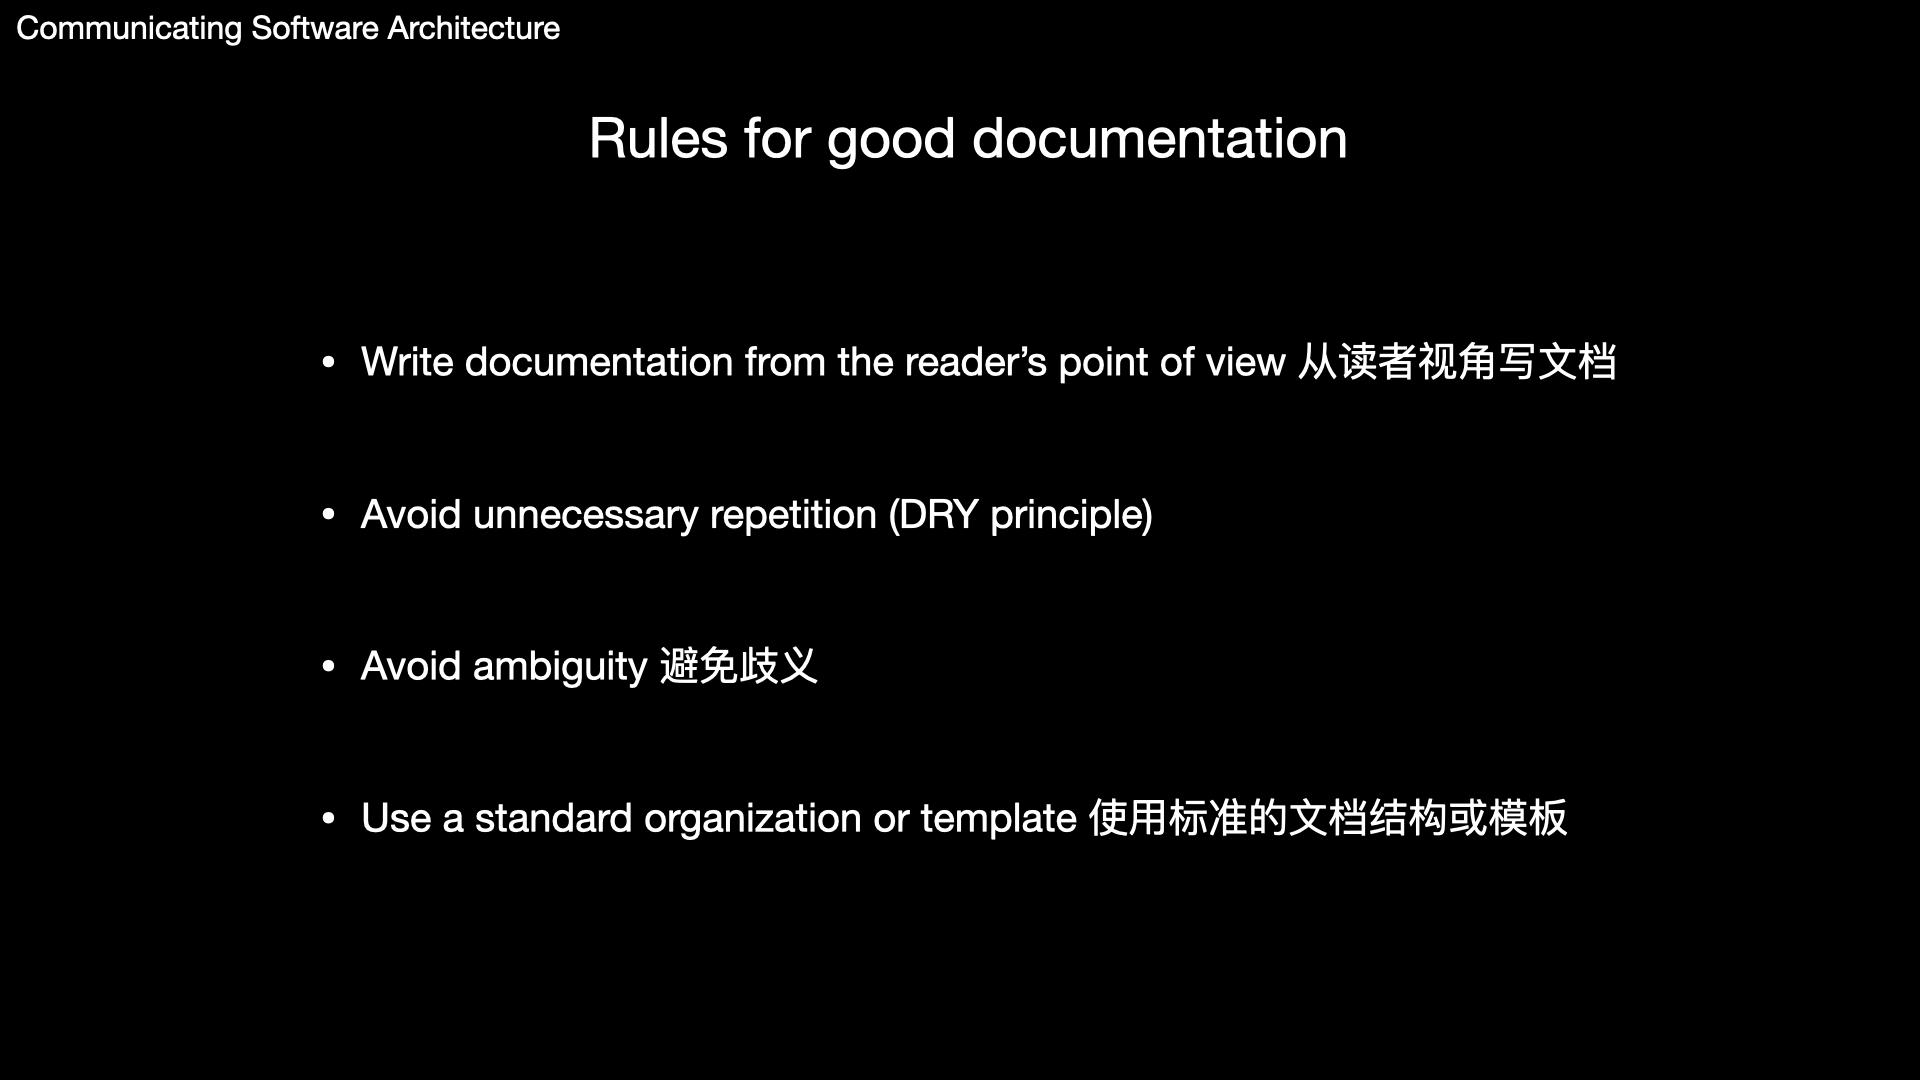 Communicating Software Architecture
Rules for good documentation
• Write documentation from the reader’s point of view 从读者视角写文档
• Avoid unnecessary repetition (DRY principle)
• Avoid ambiguity 避免歧义
• Use a standard organization or template 使用标准的文档结构或模板